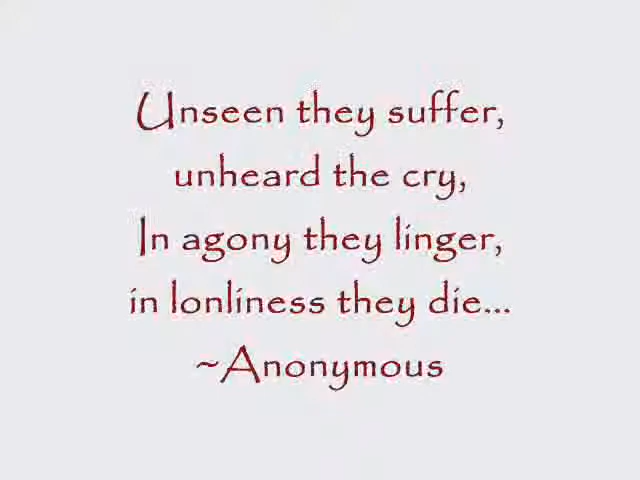 Unseen they suffer,
unheard the cry,
In agony they linger,
in lonliness they die...
~Anonymous